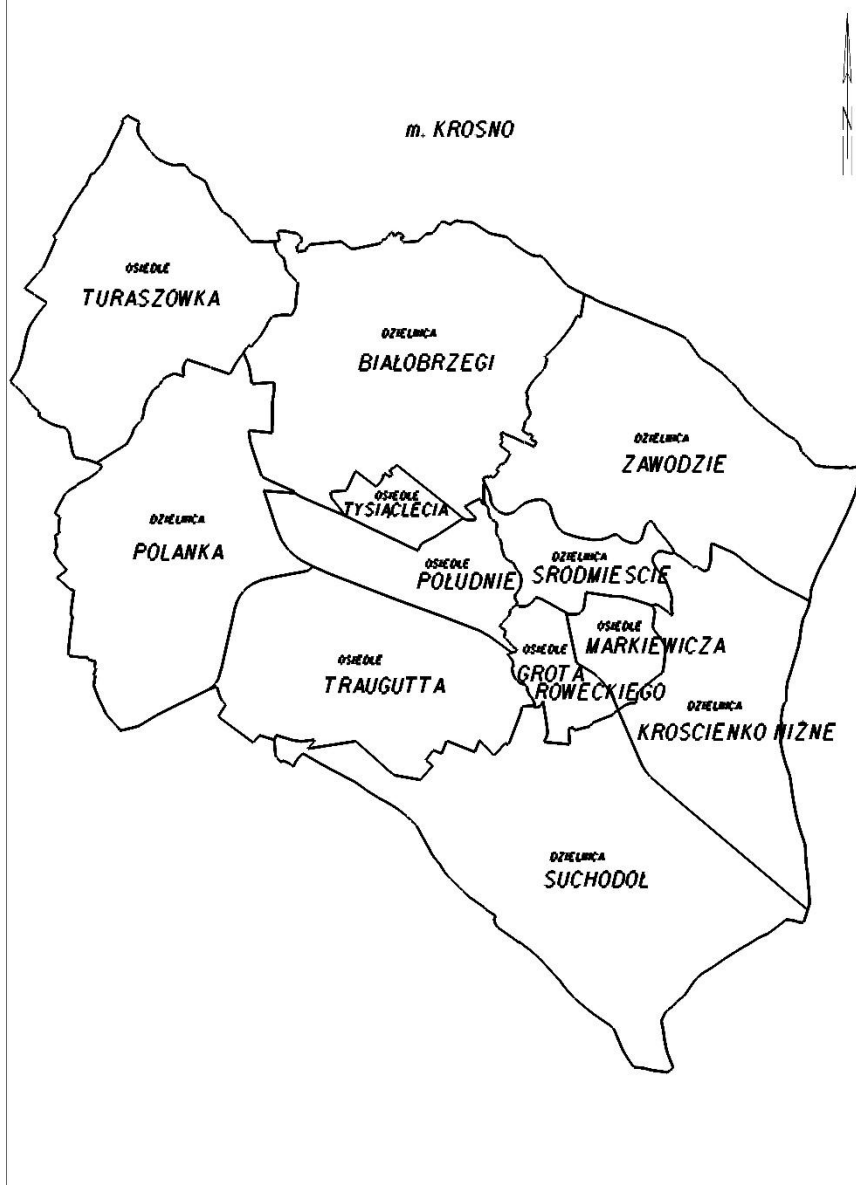 N
m. KROSNO
OSIEDLE
TURASZOWKA
DZIELNICA
BIAŁOBRZEGI
DZIELNICA
ZAWODZIE
OSIEDLE
TYSIĄCLECIA
DZIELNICA
POLANKA
OSIEDLE
POŁUDNIE
DZIELNICA
SRODMIESCIE
OSIEDLE
MARKIEWICZA
OSIEDLE
GROTA
ROWECKIEGO
OSIEDLE
TRAUGUTTA
DZIELNICA
KROSCIENKO NIŻNE
DZIELNICA
SUCHODOŁ